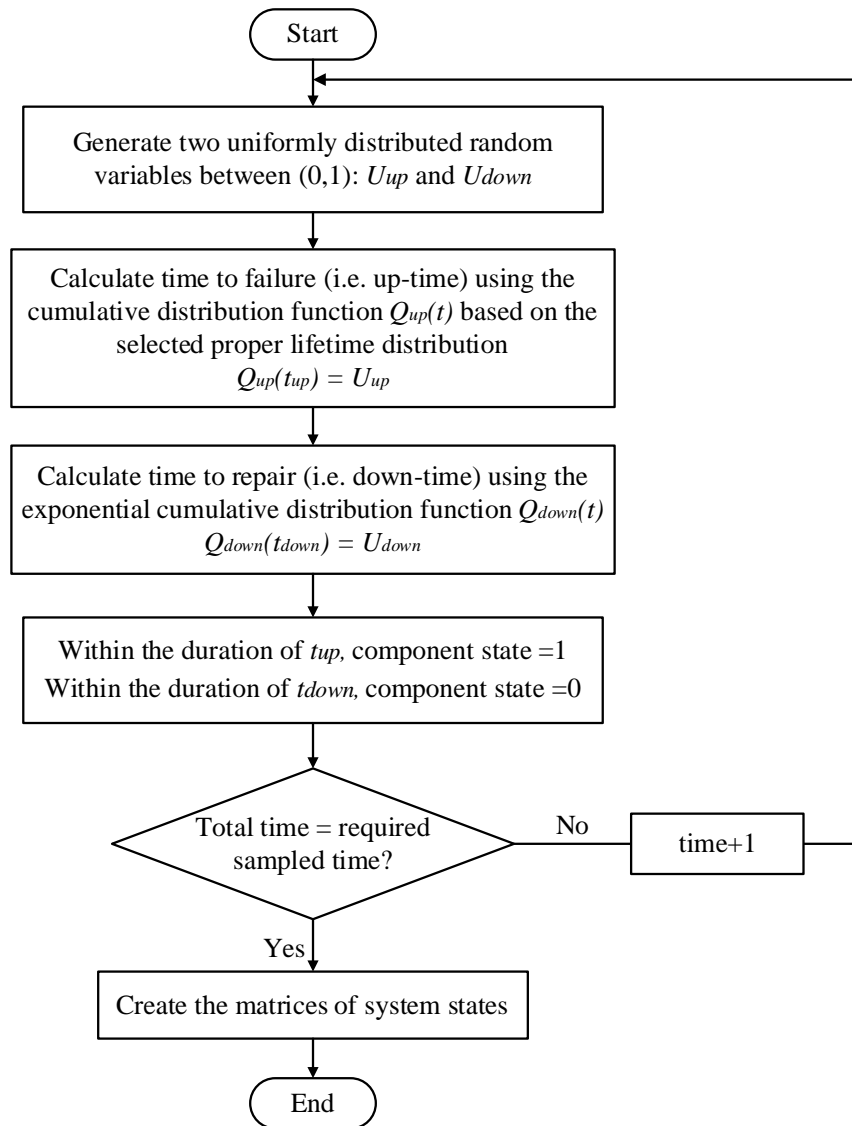 Start
Generate two uniformly distributed random
variables between (0,1): Uup and Udown
Calculate time to failure (i.e. up-time) using the
cumulative distribution function Qup(t) based on the
selected proper lifetime distribution
Qup(tup) = Uup
Calculate time to repair (i.e. down-time) using the
exponential cumulative distribution function Qdown(t)
Qdown(tdown) = Udown
Within the duration of tup, component state =1
Within the duration of tdown, component state =0
Total time = required
sampled time?
No
time+1
Yes
Create the matrices of system states
End